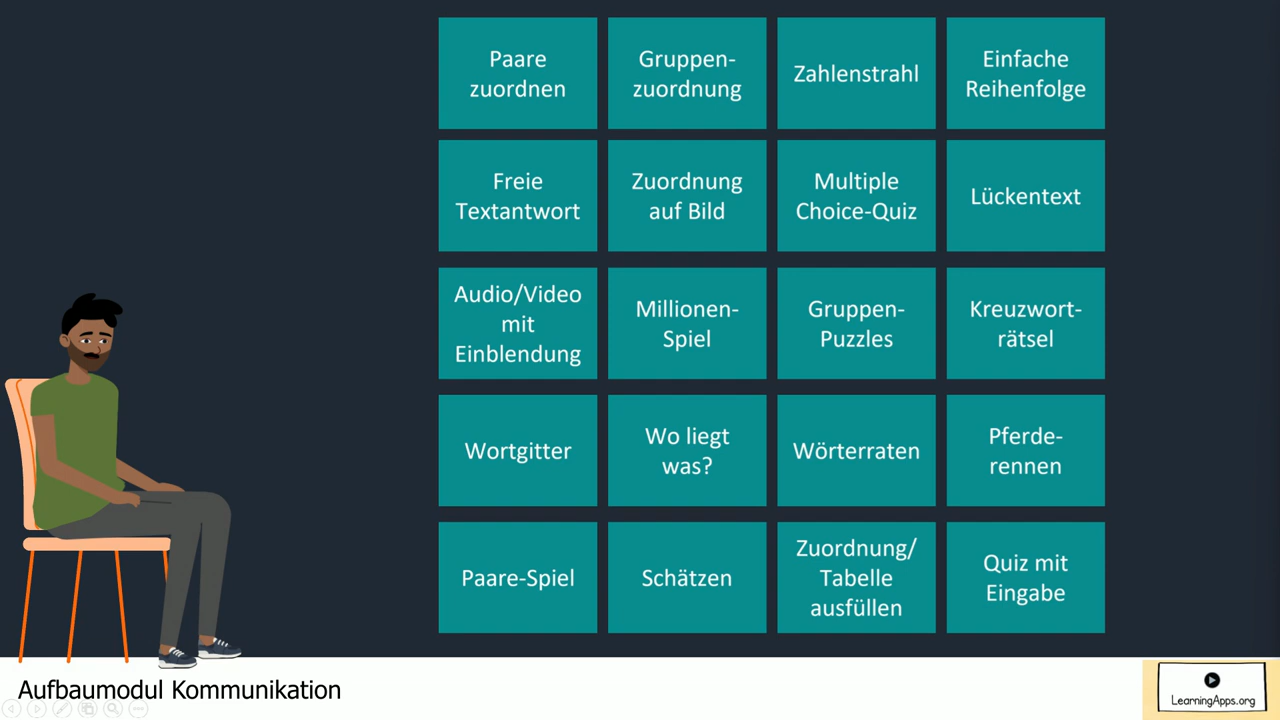 Paare
zuordnen
Gruppen-
zuordnung
Zahlenstrahl
Einfache
Reihenfolge
Freie
Textantwort
Zuordnung
auf Bild
Multiple
Choice-Quiz
Lückentext
Audio/Video
mit
Einblendung
Millionen-
Spiel
Gruppen-
Puzzles
Kreuzwort-
rätsel
Wortgitter
Wo liegt
was?
Wörterraten
Pferde-
rennen
Paare-Spiel
Schätzen
Zuordnung/
Tabelle
ausfüllen
Quiz mit
Eingabe
Aufbaumodul Kommunikation
LearningApps.org